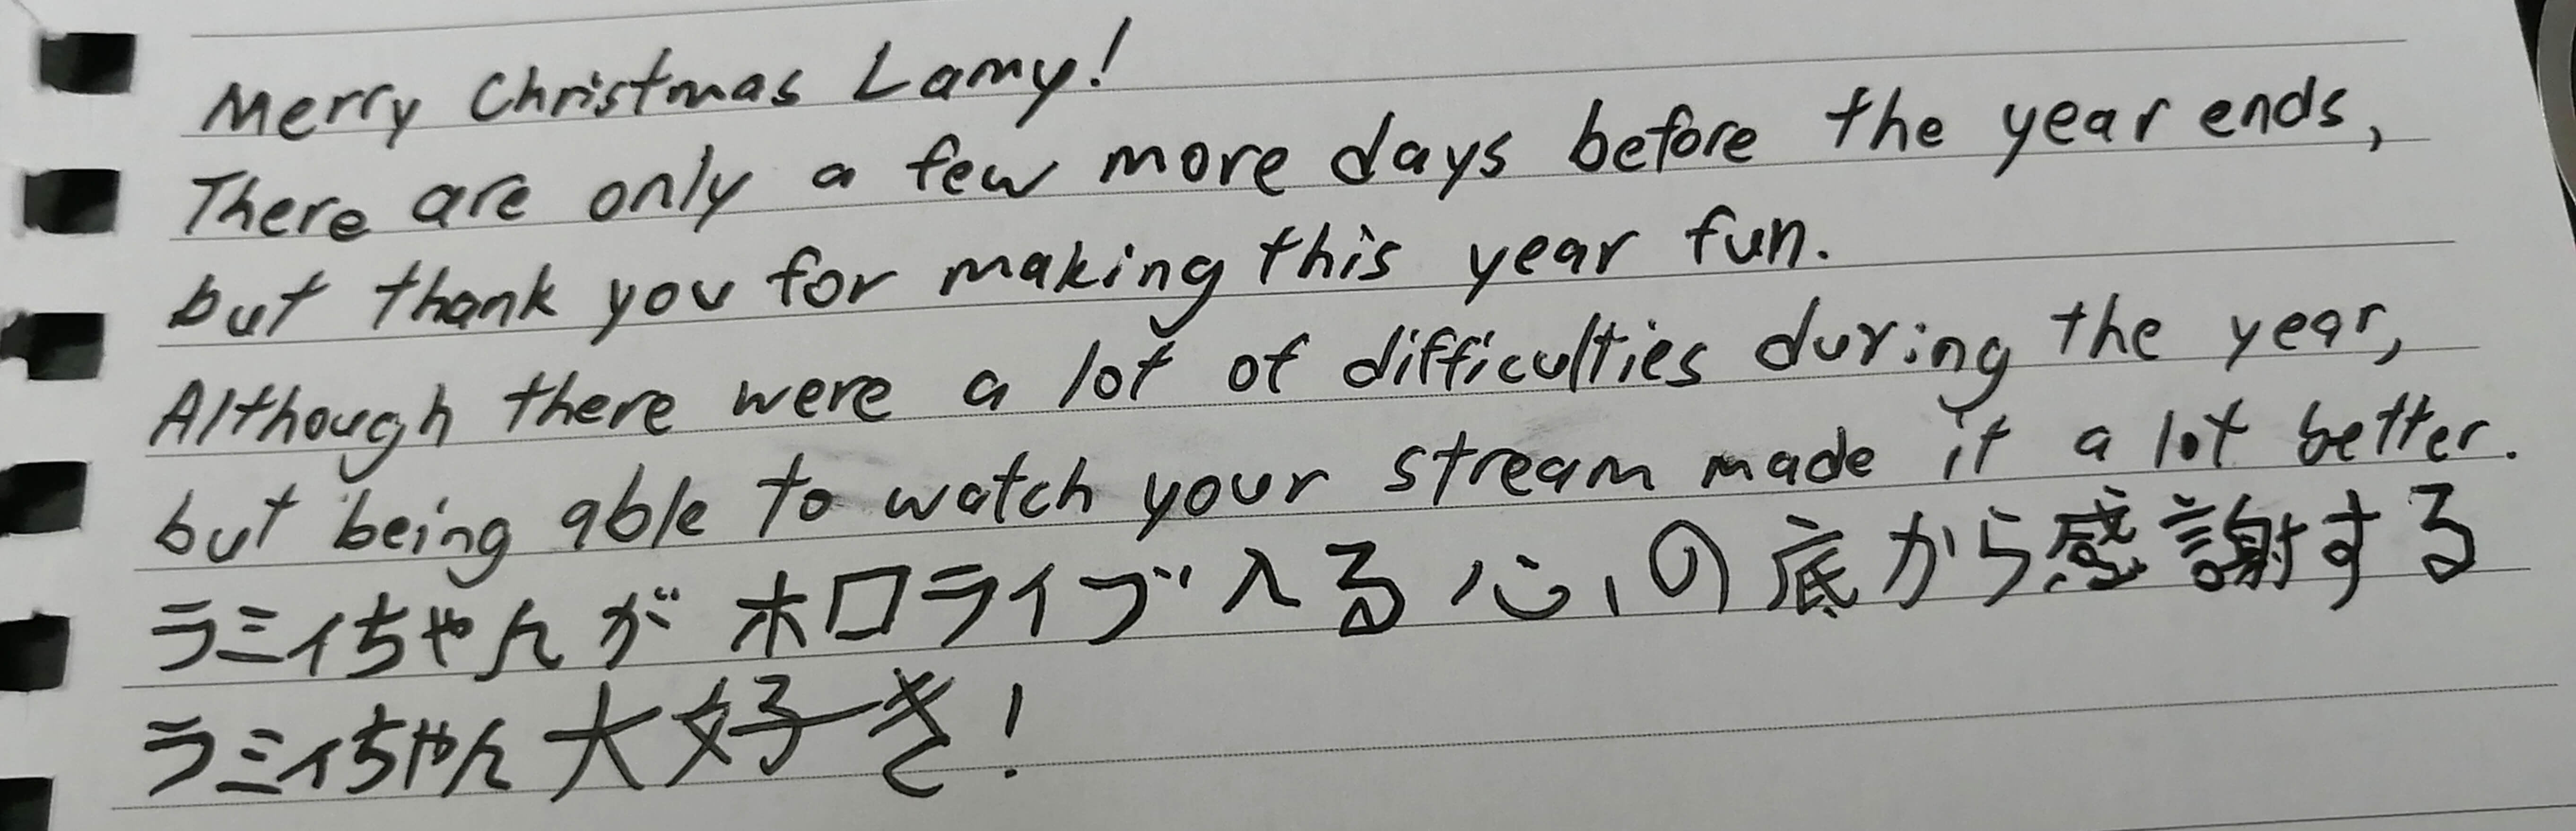 Merry Christmas Lamy!
There are only a few more days before the year ends,
but thank you for making this year fun.
Although there were a lot of difficulties during the year,
but being able to watch your stream made it a lot better.
ラミィちゃんがホロライブ入る心の底から感謝する
ラミィちゃん大好き!